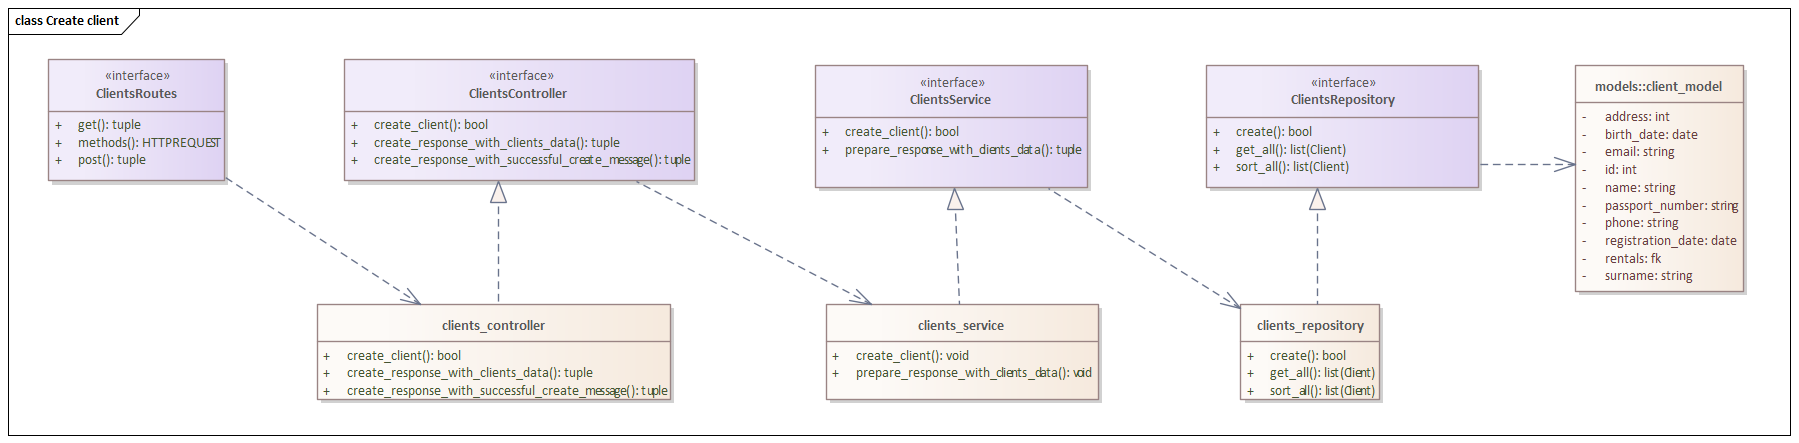 class Create client
«interface»
ClientsRoutes
+ get(): tuple
+ methods(): HTTPREQUEST
+ post(): tuple
«interface»
ClientsController
+ create_client(): bool
+ create_response_with_clients_data(): tuple
+ create_response_with_successful_create_message(): tuple
«interface»
ClientsService
+ create_client(): bool
+ prepare_response_with_clients_data(): tuple
«interface»
ClientsRepository
+ create(): bool
+ get_all(): list(Client)
+ sort_all(): list(Client)
models::client_model
- address: int
- birth_date: date
- email: string
- id: int
- name: string
- passport_number: string
- phone: string
- registration_date: date
- rentals: fk
- surname: string
clients_controller
+ create_client(): bool
+ create_response_with_clients_data(): tuple
+ create_response_with_successful_create_message(): tuple
clients_service
+ create_client(): void
+ prepare_response_with_clients_data(): void
clients_repository
+ create(): bool
+ get_all(): list(Client)
+ sort_all(): list(Client)